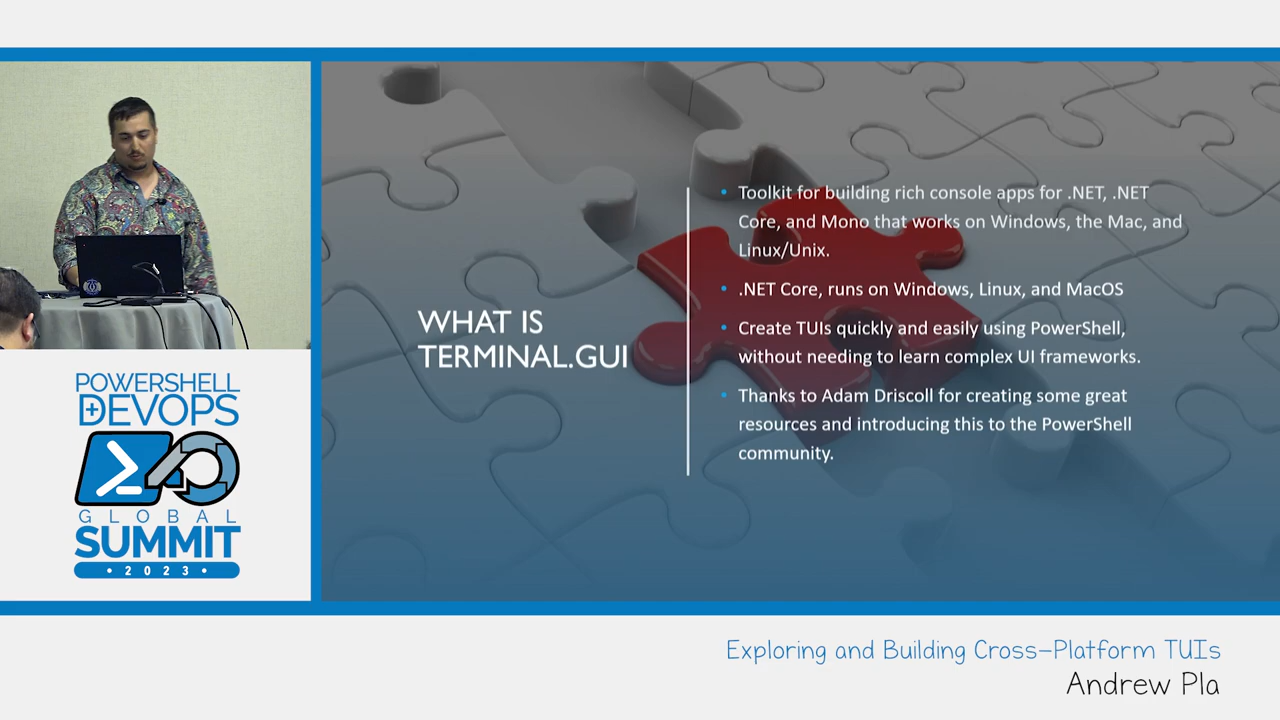 POWERSHELL
DEVOPS
GLOBAL
SUMMIT
• 2023 •
WHAT IS
TERMINAL.GUI
• Toolkit for building rich console apps for .NET, .NET
Core, and Mono that works on Windows, the Mac, and
Linux/Unix.
• .NET Core, runs on Windows, Linux, and MacOS
• Create TUIs quickly and easily using PowerShell,
without needing to learn complex UI frameworks.
• Thanks to Adam Driscoll for creating some great
resources and introducing this to the PowerShell
community.
Exploring and Building Cross-Platform TUIs
Andrew Pla